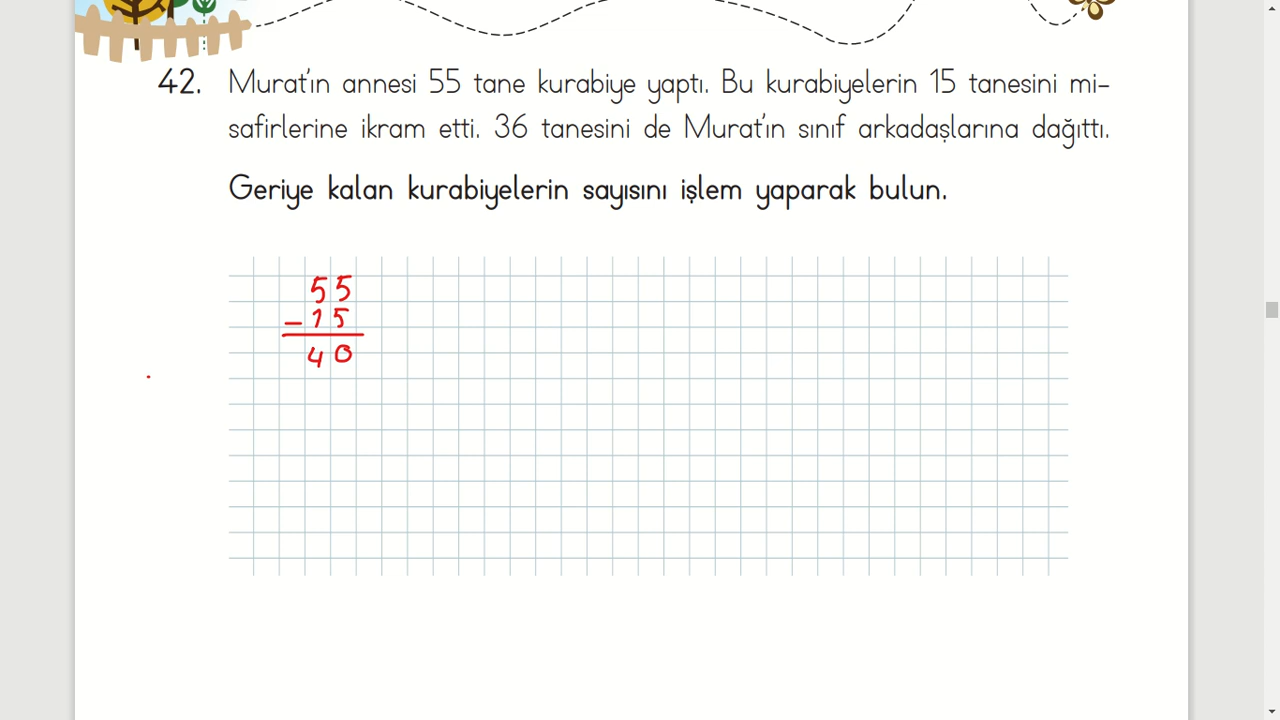 42. Murat'ın annesi 55 tane kurabiye yaptı. Bu kurabiyelerin 15 tanesini mi-
safirlerine ikram etti. 36 tanesini de Murat'ın sınıf arkadaşlarına dağıttı.
Geriye kalan kurabiyelerin sayısını işlem yaparak bulun.
55
- 15
40